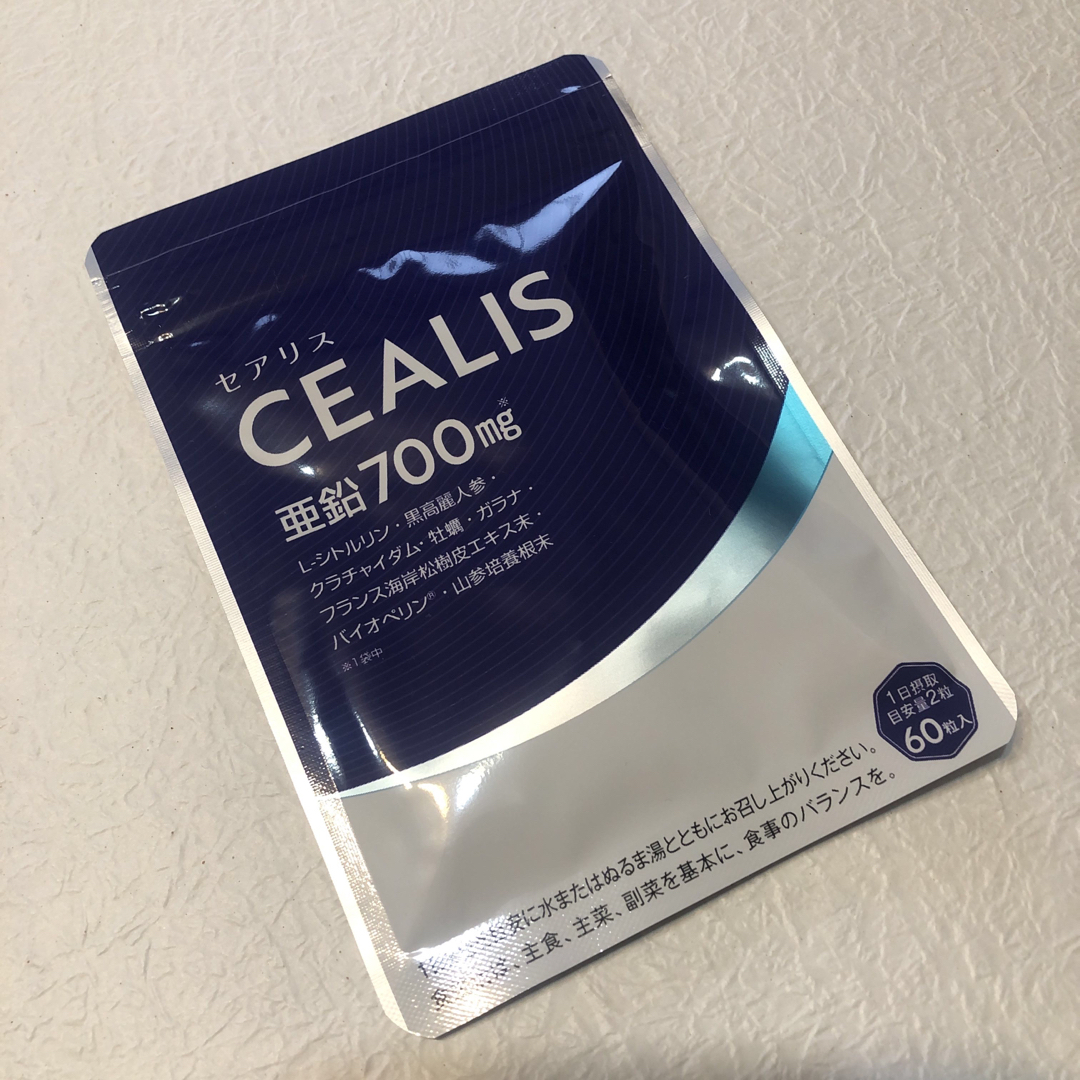 セアリス
CEALIS
亜鉛700㎎※
L-シトルリン・黒高麗人参・
クラチャイダム・牡蠣・ガラナ・
フランス海岸松樹皮エキス末・
バイオペリン®・山参培養根末
※1袋中
1日摂取
目安量2粒
60粒入
に水またはぬるま湯とともにお召し上がりください。
、主食、主菜、副菜を基本に、食事のバランスを。